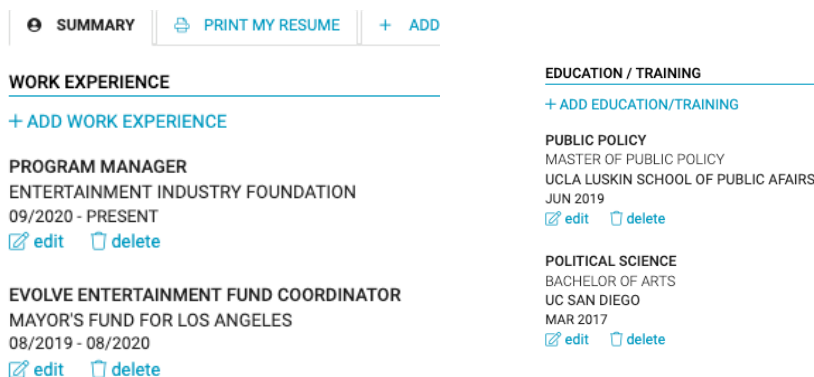 SUMMARY
PRINT MY RESUME
+ ADD
WORK EXPERIENCE
+ ADD WORK EXPERIENCE
PROGRAM MANAGER
ENTERTAINMENT INDUSTRY FOUNDATION
09/2020 - PRESENT
edit delete
EVOLVE ENTERTAINMENT FUND COORDINATOR
MAYOR'S FUND FOR LOS ANGELES
08/2019 - 08/2020
edit delete
EDUCATION / TRAINING
+ ADD EDUCATION/TRAINING
PUBLIC POLICY
MASTER OF PUBLIC POLICY
UCLA LUSKIN SCHOOL OF PUBLIC AFAIRS
JUN 2019
edit delete
POLITICAL SCIENCE
BACHELOR OF ARTS
UC SAN DIEGO
MAR 2017
edit delete